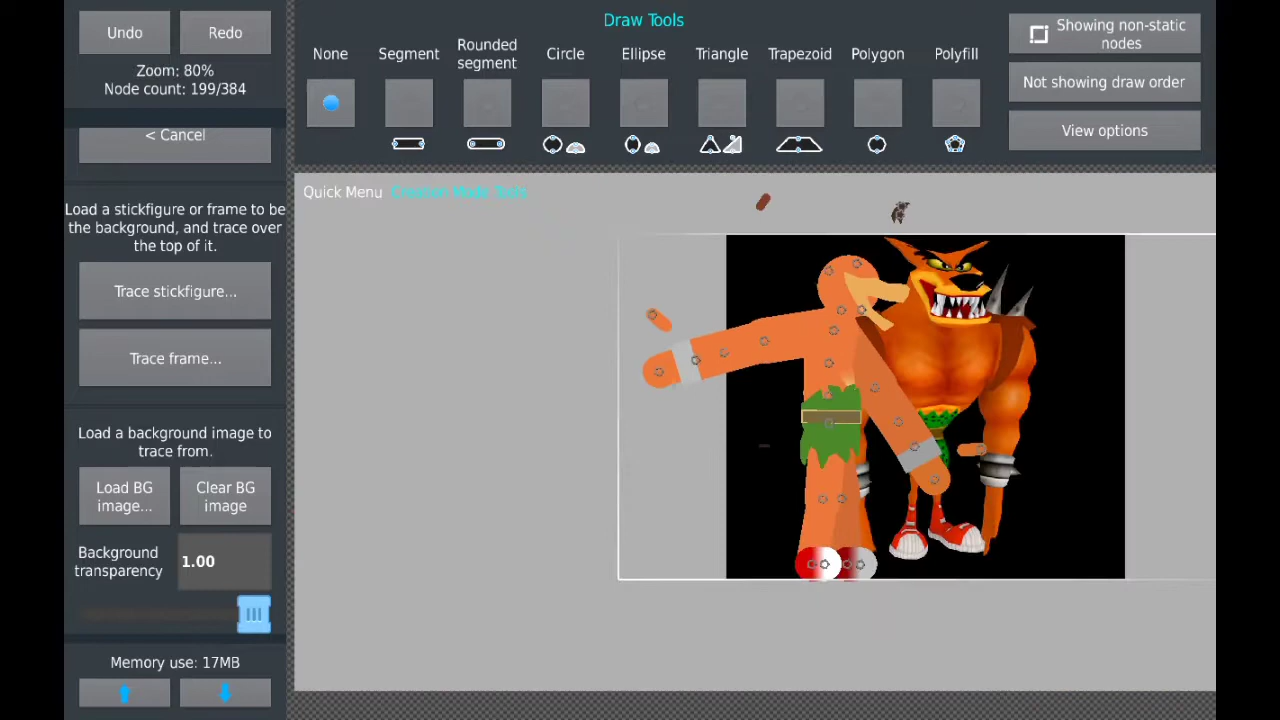 Undo
Redo
Zoom: 80%
Node count: 199/384
< Cancel
Load a stickfigure or frame to be
the background, and trace over
the top of it.
Trace stickfigure...
Trace frame...
Load a background image to
trace from.
Load BG
image...
Clear BG
image
Background
transparency
1.00
Memory use: 17MB
Draw Tools
None
Segment
Rounded
segment
Circle
Ellipse
Triangle
Trapezoid
Polygon
Polyfill
Showing non-static
nodes
Not showing draw order
View options
Quick Menu
Creation Mode Tools